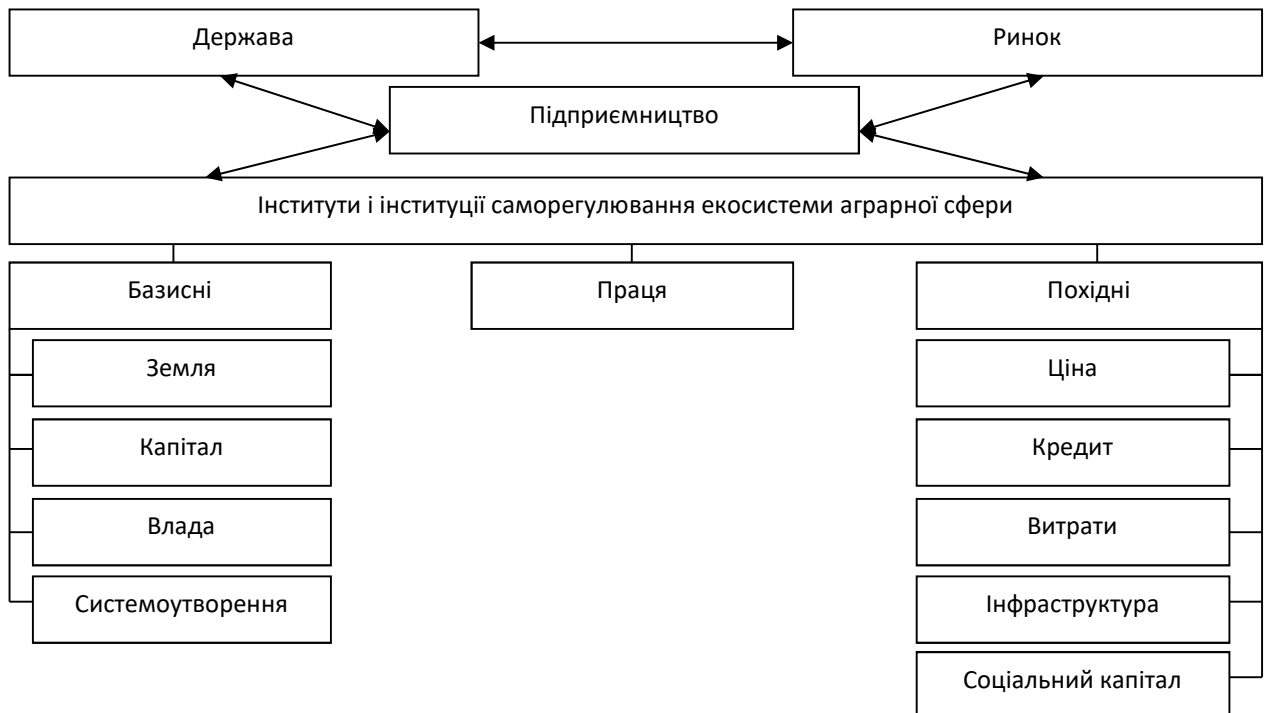 Держава
Ринок
Підприємництво
Інститути і інституції саморегулювання екосистеми аграрної сфери
Базисні
Праця
Похідні
Земля
Ціна
Капітал
Кредит
Влада
Витрати
Системоутворення
Інфраструктура
Соціальний капітал